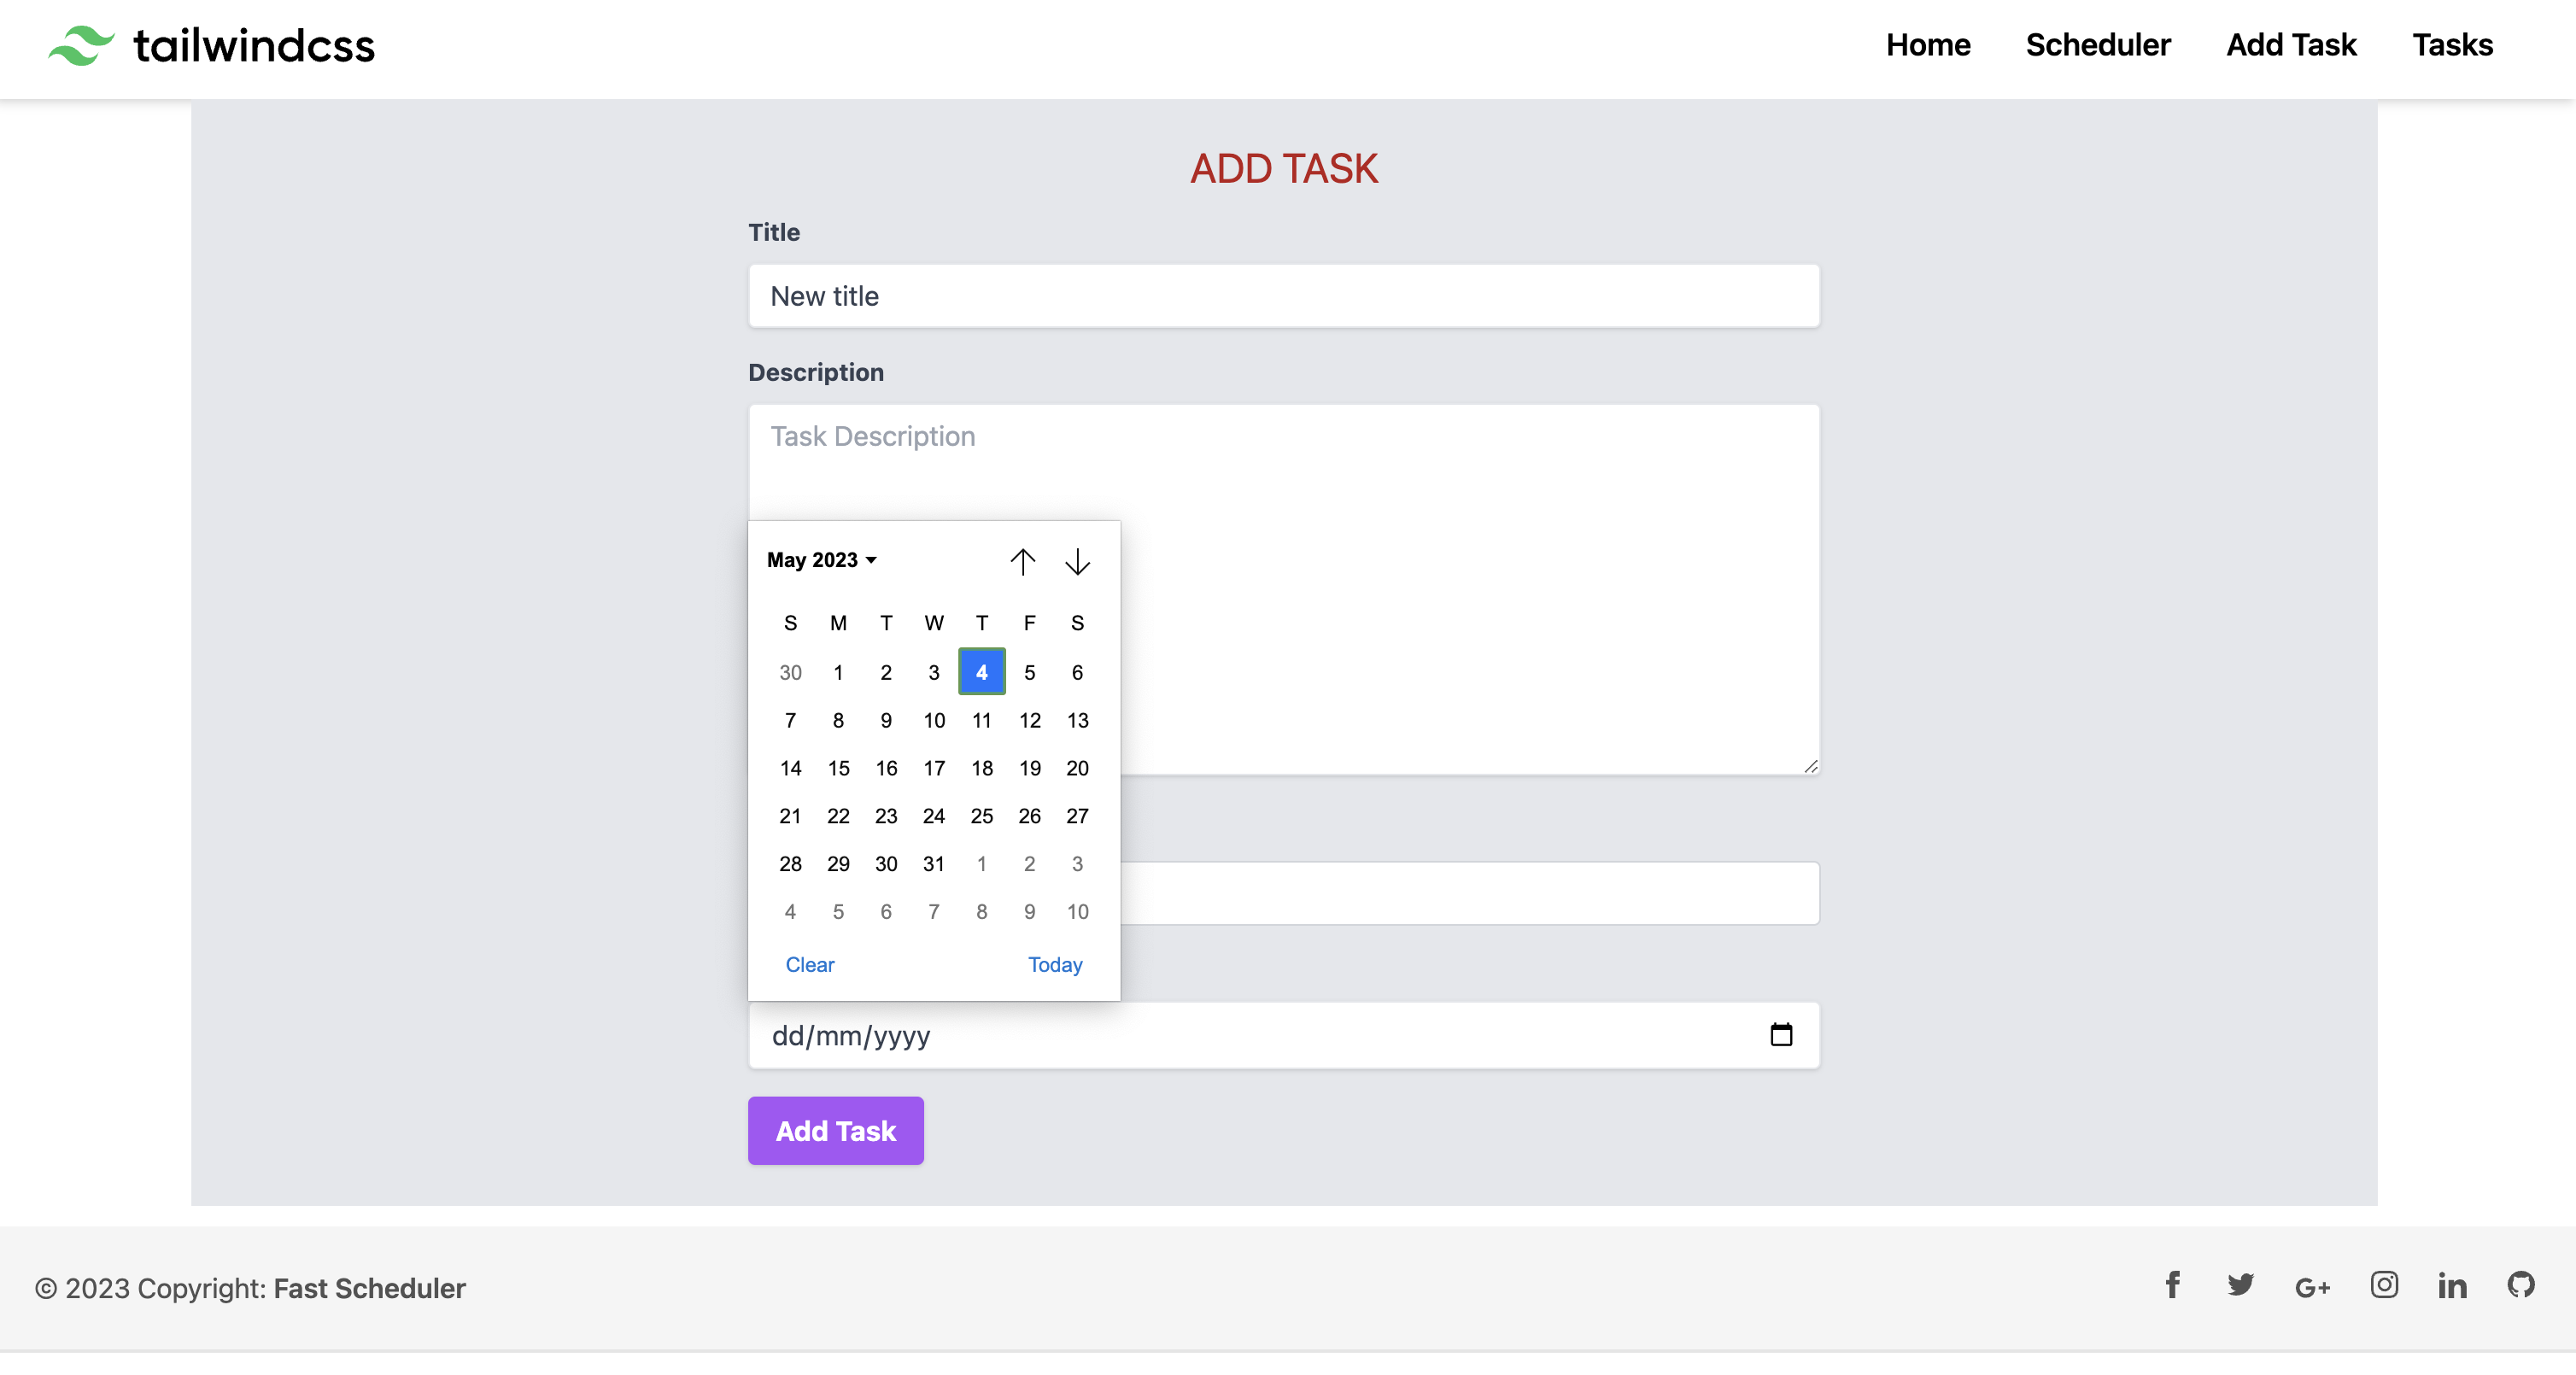 tailwindcss
Home Scheduler Add Task Tasks
ADD TASK
Title
New title
Description
Task Description
May 2023
S M T W T F S
30 1 2 3 4 5 6
7 8 9 10 11 12 13
14 15 16 17 18 19 20
21 22 23 24 25 26 27
28 29 30 31 1 2 3
4 5 6 7 8 9 10
Clear Today
dd/mm/yyyy
Add Task
© 2023 Copyright: Fast Scheduler